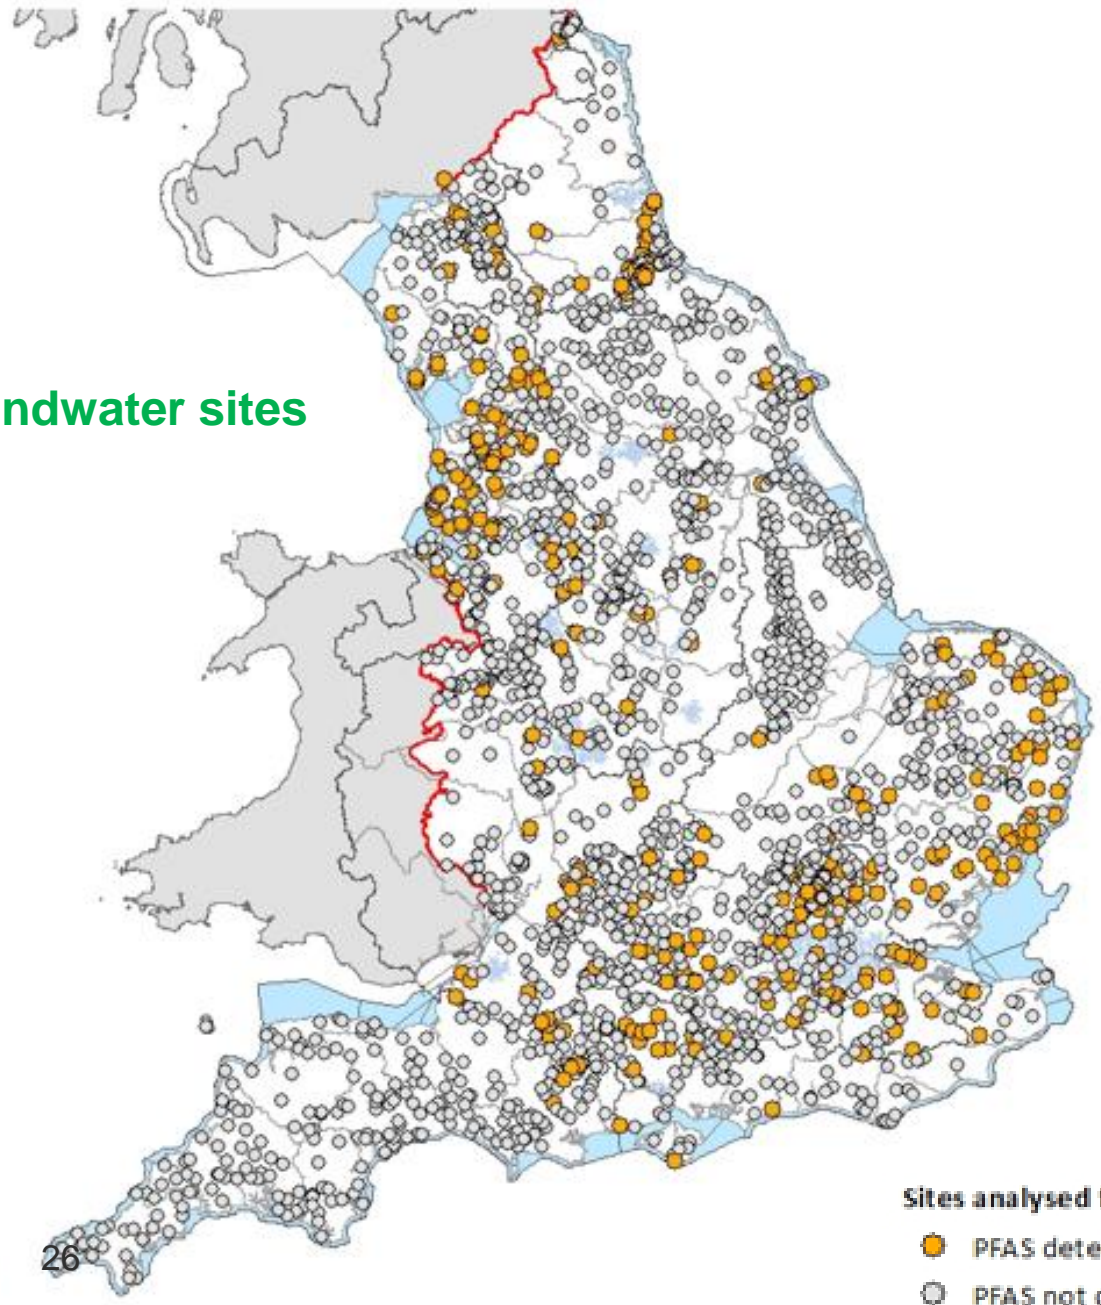 ndwater sites
Sites analysed
PFAS dete
PFAS not
26